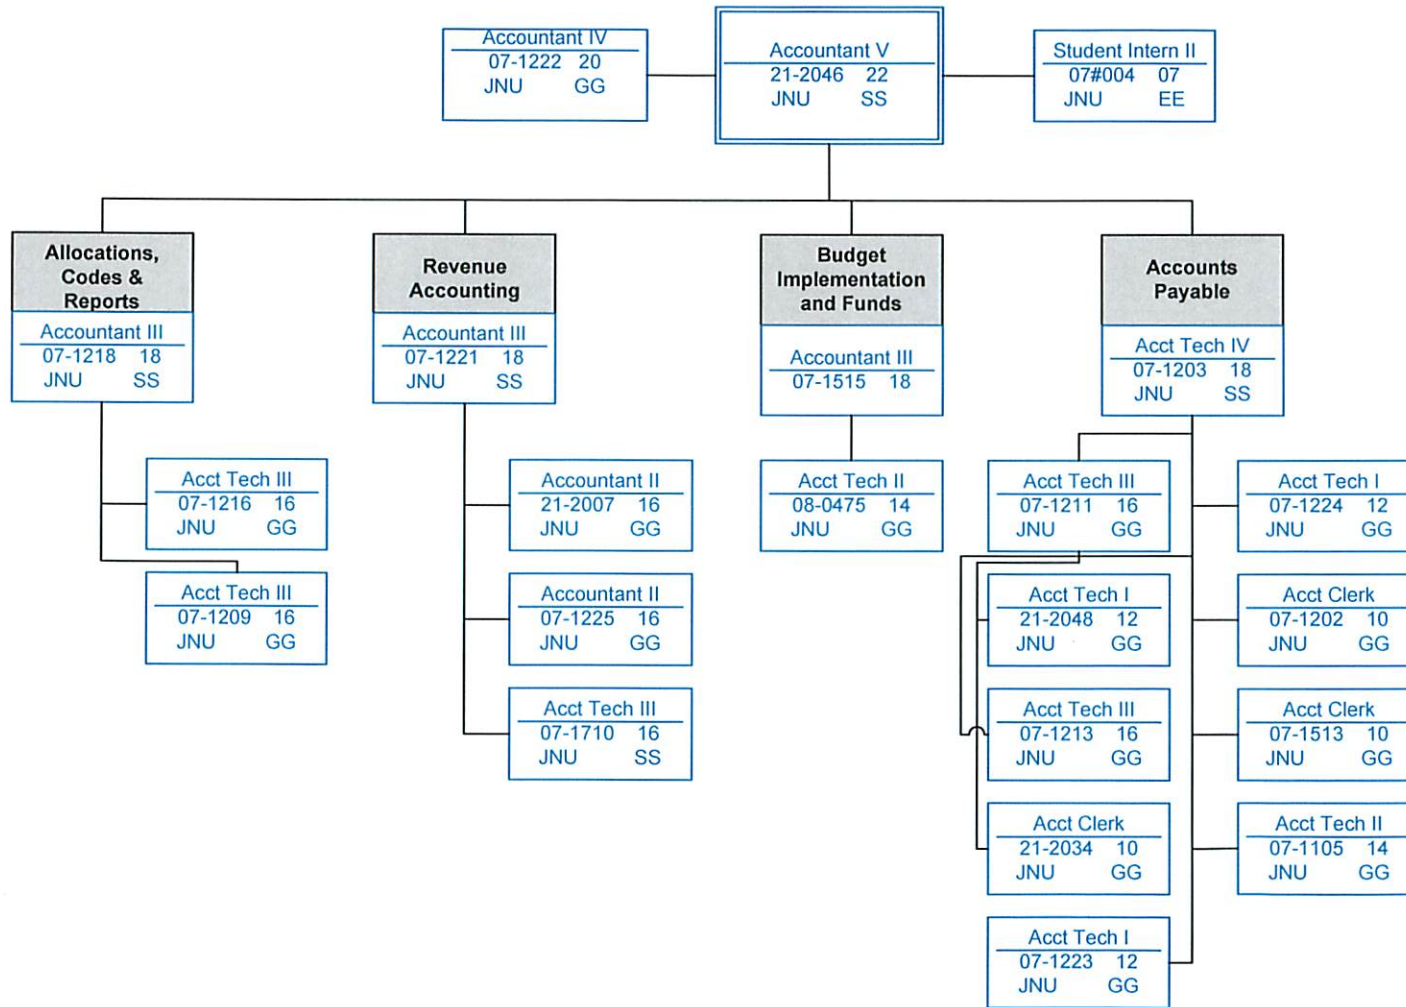 Accountant IV
07-1222 20
JNU GG
Accountant V
21-2046 22
JNU SS
Student Intern II
07#004 07
JNU EE
Allocations,
Codes &
Reports
Accountant III
07-1218 18
JNU SS
Revenue
Accounting
Accountant III
07-1221 18
JNU SS
Budget
Implementation
and Funds
Accountant III
07-1515 18
Accounts
Payable
Acct Tech IV
07-1203 18
JNU SS
Acct Tech III
07-1216 16
JNU GG
Acct Tech III
07-1209 16
JNU GG
Accountant II
21-2007 16
JNU GG
Accountant II
07-1225 16
JNU GG
Acct Tech III
07-1710 16
JNU SS
Acct Tech II
08-0475 14
JNU GG
Acct Tech III
07-1211 16
JNU GG
Acct Tech I
21-2048 12
JNU GG
Acct Tech III
07-1213 16
JNU GG
Acct Clerk
21-2034 10
JNU GG
Acct Tech I
07-1223 12
JNU GG
Acct Tech I
07-1224 12
JNU GG
Acct Clerk
07-1202 10
JNU GG
Acct Clerk
07-1513 10
JNU GG
Acct Tech II
07-1105 14
JNU GG